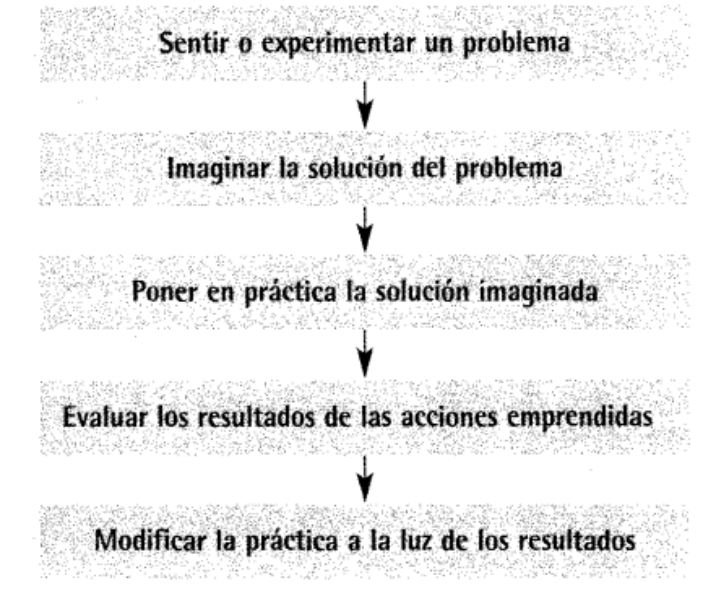 Sentir o experimentar un problema
Imaginar la solución del problema
Poner en práctica la solución imaginada
Evaluar los resultados de las acciones emprendidas
Modificar la práctica a la luz de los resultados